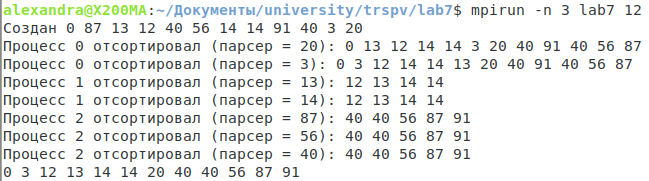 alexandra@X200MA:~/Документы/university/trspv/lab7$ mpirun -n 3 lab7 12
Создан 0 87 13 12 40 56 14 14 91 40 3 20
Процесс 0 отсортировал (парсер = 20): 0 13 12 14 14 3 20 40 91 40 56 87
Процесс 0 отсортировал (парсер = 3): 0 3 12 14 14 13 20 40 91 40 56 87
Процесс 1 отсортировал (парсер = 13): 12 13 14 14
Процесс 1 отсортировал (парсер = 14): 12 13 14 14
Процесс 2 отсортировал (парсер = 87): 40 40 56 87 91
Процесс 2 отсортировал (парсер = 56): 40 40 56 87 91
Процесс 2 отсортировал (парсер = 40): 40 40 56 87 91
0 3 12 13 14 14 20 40 40 56 87 91